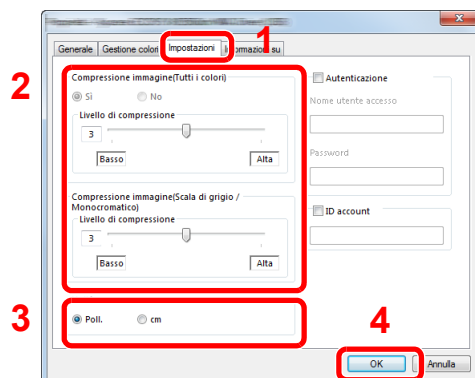 1
Generale Gestione colori Impostazioni Informazioni su
2
Compressione immagine(Tutti i colori)
Sì No
Livello di compressione
3
Basso Alta
Compressione immagine(Scala di grigio /
Monocromatico)
Livello di compressione
3
Basso Alta
Autenticazione
Nome utente accesso
Password
ID account
3
Poll. cm
4
OK Annulla